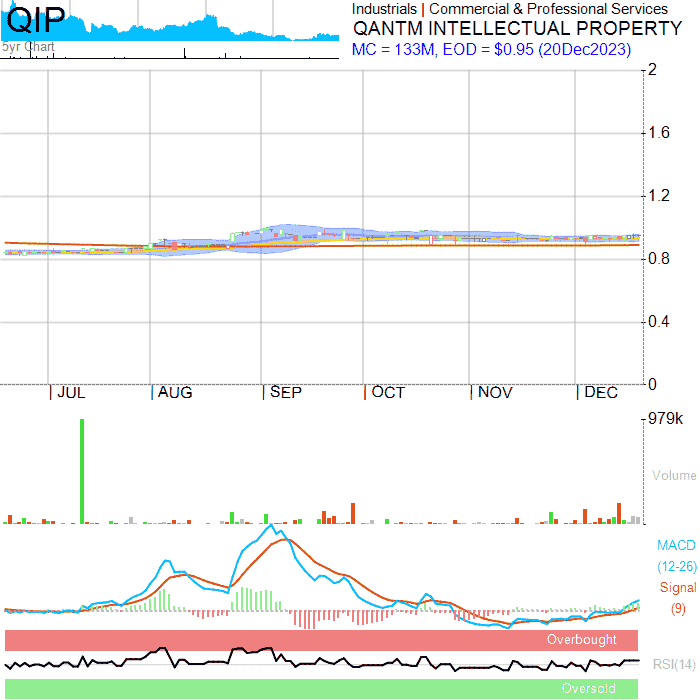 QIP
5yr Chart
Industrials | Commercial & Professional Services
QANTM INTELLECTUAL PROPERTY
MC = 133M, EOD = $0.95 (20Dec2023)
2
1.6
1.2
0.8
0.4
0
JUL AUG SEP OCT NOV DEC
979k
Volume
MACD
(12-26)
Signal
(9)
Overbought
RSI(14)
Oversold